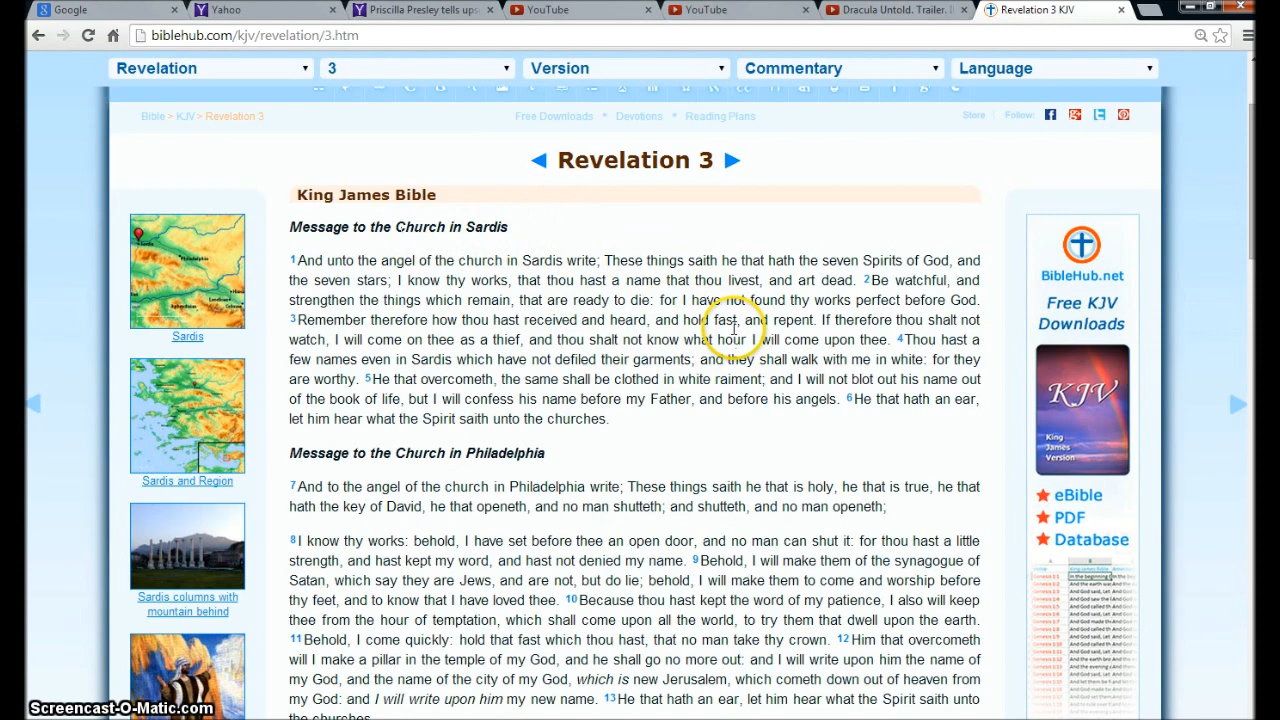 Google
Yahoo
Priscilla Presley tells ups
YouTube
YouTube
Dracula Untold. Trailer.
Revelation 3 KJV
biblehub.com/kjv/revelation/3.htm
Revelation
3
Version
Commentary
Language
Bible > KJV > Revelation 3
Free Downloads • Devotions • Reading Plans
Store | Follow:
Revelation 3
King James Bible
Message to the Church in Sardis
1And unto the angel of the church in Sardis write; These things saith he that hath the seven Spirits of God, and
the seven stars; I know thy works, that thou hast a name that thou livest, and art dead. 2Be watchful, and
strengthen the things which remain, that are ready to die: for I have not found thy works perfect before God.
3Remember therefore how thou hast received and heard, and hold fast, and repent. If therefore thou shalt not
watch, I will come on thee as a thief, and thou shalt not know what hour I will come upon thee. 4Thou hast a
few names even in Sardis which have not defiled their garments; and they shall walk with me in white: for they
are worthy. 5He that overcometh, the same shall be clothed in white raiment; and I will not blot out his name out
of the book of life, but I will confess his name before my Father, and before his angels. 6He that hath an ear,
let him hear what the Spirit saith unto the churches.
Message to the Church in Philadelphia
7And to the angel of the church in Philadelphia write; These things saith he that is holy, he that is true, he that
hath the key of David, he that openeth, and no man shutteth; and shutteth, and no man openeth;
8I know thy works: behold, I have set before thee an open door, and no man can shut it: for thou hast a little
strength, and hast kept my word, and hast not denied my name. 9Behold, I will make them of the synagogue of
Satan, which say they are Jews, and are not, but do lie; behold, I will make them to come and worship before
thy feet, and to know that I have loved thee. 10Because thou hast kept the word of my patience, I also will keep
thee from the hour of temptation, which shall come upon all the world, to try them that dwell upon the earth.
11Behold, I come quickly: hold that fast which thou hast, that no man take thy crown. 12Him that overcometh
will I make a pillar in the temple of my God, and he shall go no more out: and I will write upon him the name of
my God, and the name of the city of my God, which is new Jerusalem, which cometh down out of heaven from
my God: and I will write upon him my new name. 13He that hath an ear, let him hear what the Spirit saith unto
the churches.
Sardis
Philadelphia
Sardis
Sardis and Region
Sardis columns with
mountain behind
BibleHub.net
Free KJV
Downloads
KJV
King
James
Version
eBible
PDF
Database
Screencast-O-Matic.com